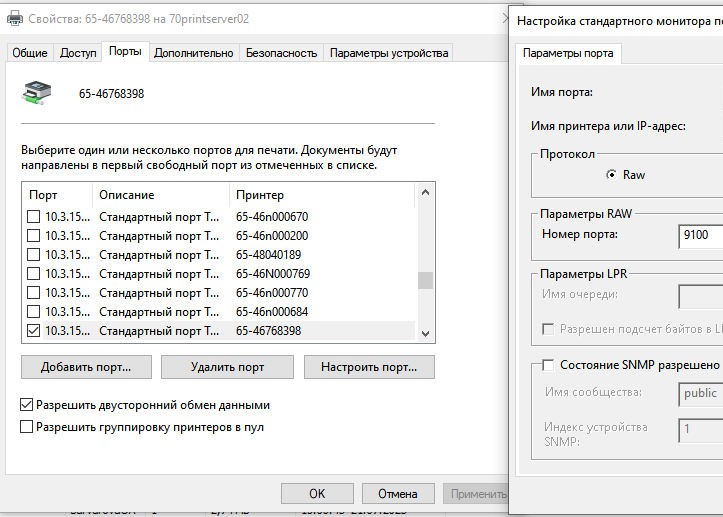 Свойства: 65-46768398 на 70printserver02
Общие
Доступ
Порты
Дополнительно
Безопасность
Параметры устройства
65-46768398
Выберите один или несколько портов для печати. Документы будут
направлены в первый свободный порт из отмеченных в списке.
Порт Описание Принтер
10.3.15... Стандартный порт T... 65-46n000670
10.3.15... Стандартный порт T... 65-46n000200
10.3.15... Стандартный порт T... 65-48040189
10.3.15... Стандартный порт T... 65-46N000769
10.3.15... Стандартный порт T... 65-46n000770
10.3.15... Стандартный порт T... 65-46n000684
10.3.15... Стандартный порт T... 65-46768398
Добавить порт...
Удалить порт
Настроить порт...
Разрешить двусторонний обмен данными
Разрешить группировку принтеров в пул
ОК
Отмена
Применить
Настройка стандартного монитора
Параметры порта
Имя порта:
Имя принтера или IP-адрес:
Протокол
Raw
Параметры RAW
Номер порта: 9100
Параметры LPR
Имя очереди:
Разрешен подсчет байтов в
Состояние SNMP разрешено
Имя сообщества: public
Индекс устройства 1
SNMP: